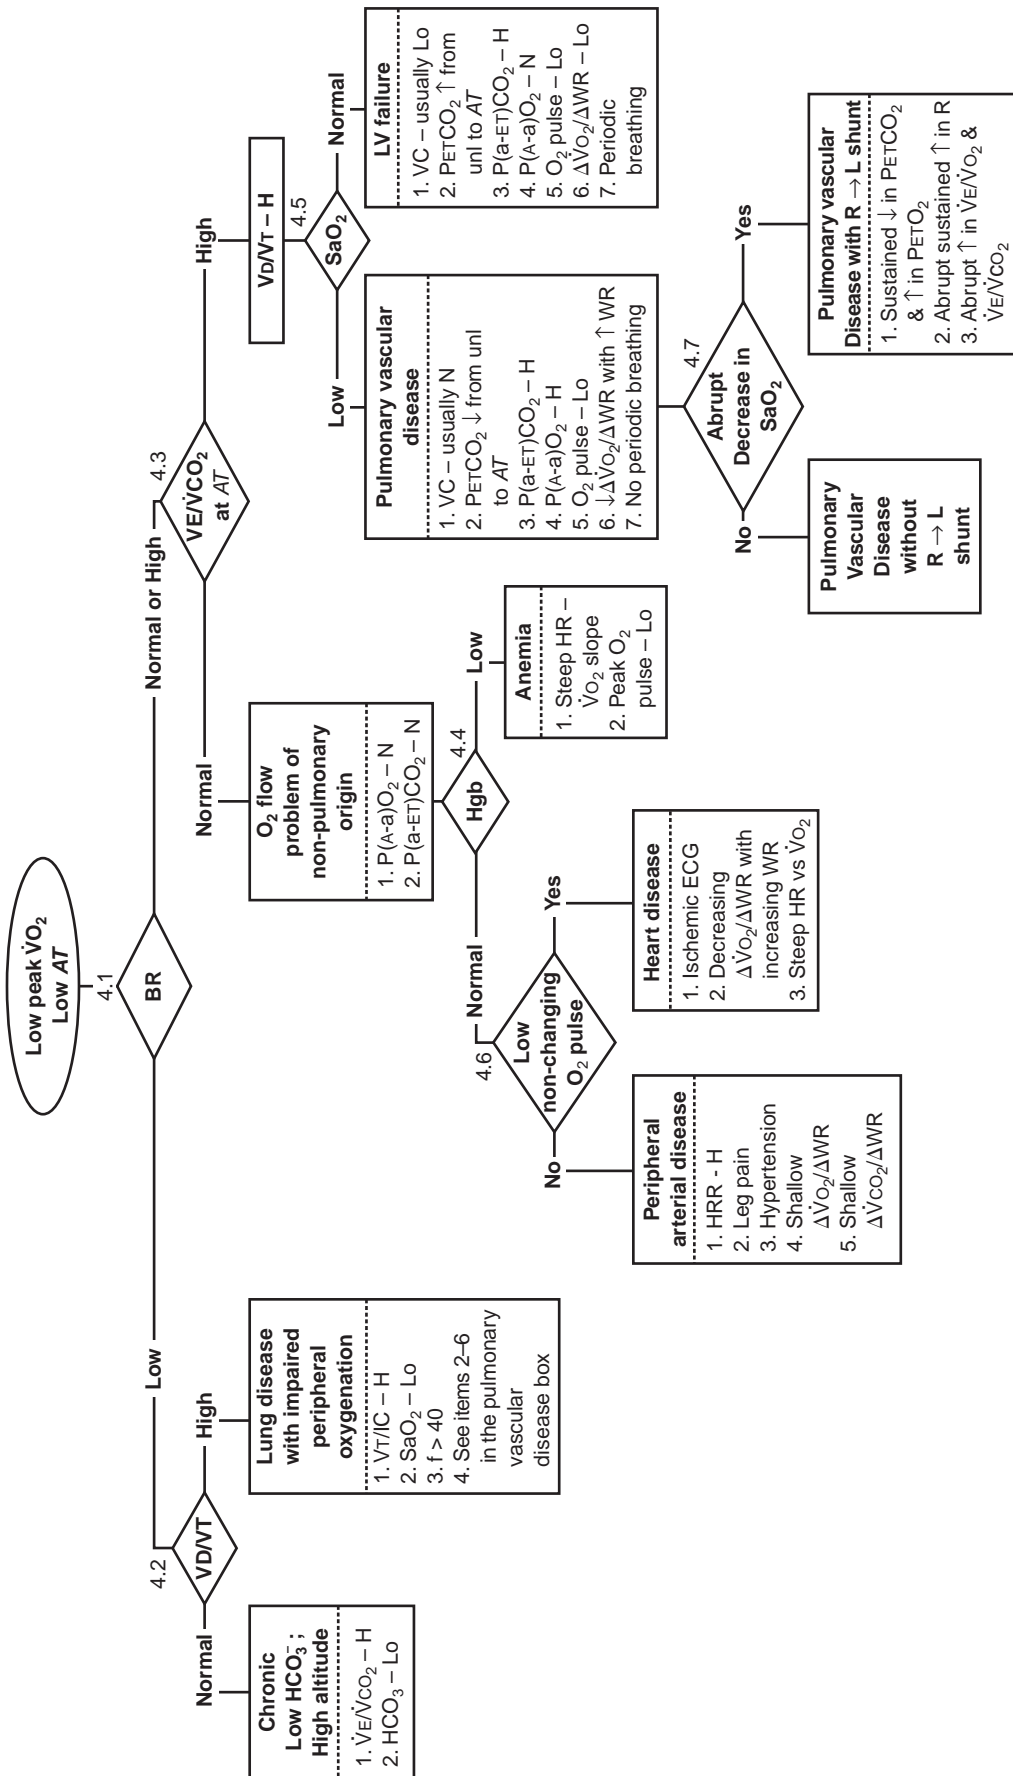 Low peak V̇O₂
Low AT
4.1
BR
Low
Normal or High
4.2
VD/VT
Normal
High
Chronic
Low HCO₃⁻ ;
High altitude
1. V̇E/V̇CO₂ – H
2. HCO₃ – Lo
Lung disease
with impaired
peripheral
oxygenation
1. VT/IC – H
2. SaO₂ – Lo
3. f > 40
4. See items 2–6
in the pulmonary
vascular
disease box
4.3
VE/V̇CO₂
at AT
Normal
High
O₂ flow
problem of
non-pulmonary
origin
1. P(A-a)O₂ – N
2. P(a-ET)CO₂ – N
4.4
Hgb
Normal
Low
Anemia
1. Steep HR –
V̇O₂ slope
2. Peak O₂
pulse – Lo
4.6
Low
non-changing
O₂ pulse
No
Yes
Peripheral
arterial disease
1. HRR - H
2. Leg pain
3. Hypertension
4. Shallow
ΔV̇O₂/ΔWR
5. Shallow
ΔV̇CO₂/ΔWR
Heart disease
1. Ischemic ECG
2. Decreasing
ΔV̇O₂/ΔWR with
increasing WR
3. Steep HR vs V̇O₂
VD/VT – H
4.5
SaO₂
Low
Normal
Pulmonary vascular
disease
1. VC – usually N
2. PETCO₂ ↓ from unl
to AT
3. P(a-ET)CO₂ – H
4. P(A-a)O₂ – H
5. O₂ pulse – Lo
6. ↓ΔV̇O₂/ΔWR with ↑ WR
7. No periodic breathing
LV failure
1. VC – usually Lo
2. PETCO₂ ↑ from
unl to AT
3. P(a-ET)CO₂ – H
4. P(A-a)O₂ – N
5. O₂ pulse – Lo
6. ΔV̇O₂/ΔWR – Lo
7. Periodic
breathing
4.7
Abrupt
Decrease in
SaO₂
No
Yes
Pulmonary
Vascular
Disease
without
R → L
shunt
Pulmonary vascular
Disease with R → L shunt
1. Sustained ↓ in PETCO₂
& ↑ in PETO₂
2. Abrupt sustained ↑ in R
3. Abrupt ↑ in V̇E/V̇O₂ &
V̇E/V̇CO₂